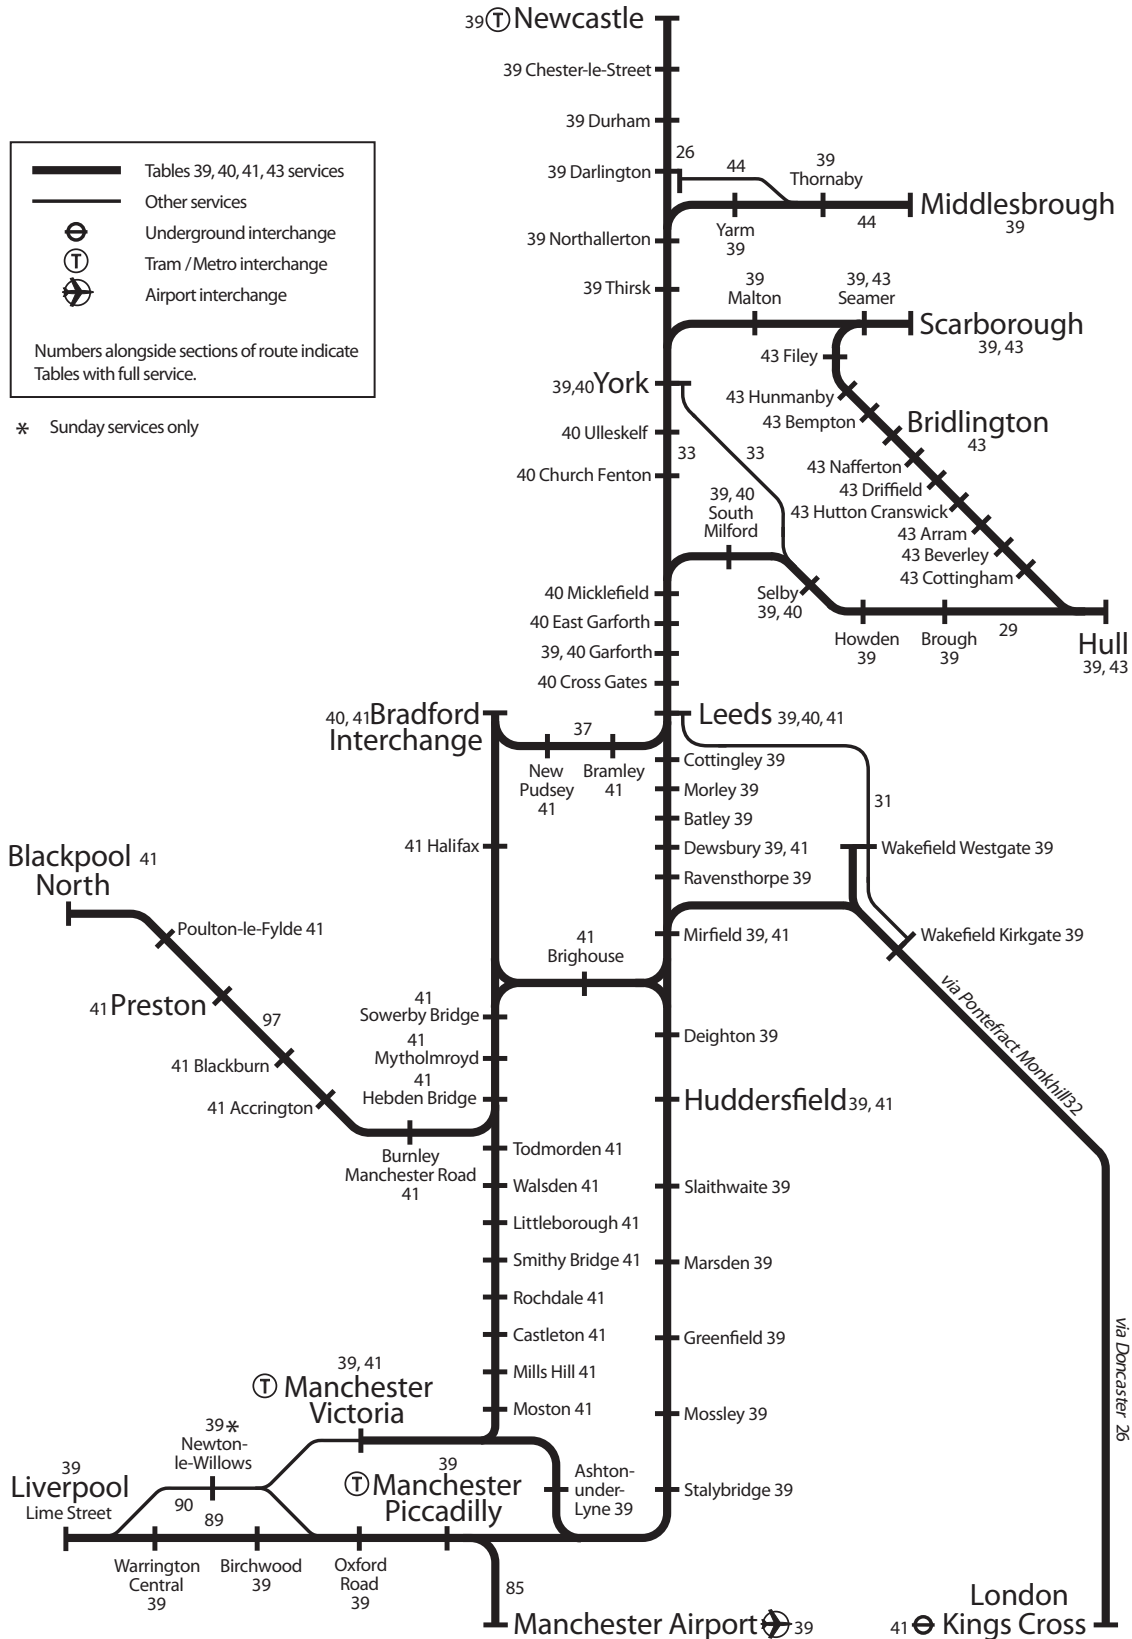 39 Ⓣ Newcastle
39 Chester-le-Street
39 Durham
26
39 Darlington
44
39
Thornaby
Middlesbrough
39
44
Yarm
39
39 Northallerton
39 Thirsk
Tables 39, 40, 41, 43 services
Other services
Underground interchange
T Tram / Metro interchange
Airport interchange
Numbers alongside sections of route indicate
Tables with full service.
* Sunday services only
39
Malton
39, 43
Seamer
Scarborough
39, 43
43 Filey
39,40 York
43 Hunmanby
43 Bempton
Bridlington
43
40 Ulleskelf
33
33
43 Nafferton
43 Driffield
43 Hutton Cranswick
43 Arram
43 Beverley
43 Cottingham
40 Church Fenton
39, 40
South
Milford
40 Micklefield
Selby
39, 40
40 East Garforth
39, 40 Garforth
40 Cross Gates
Howden
39
Brough
39
29
Hull
39, 43
40, 41 Bradford
Interchange
37
New
Pudsey
41
Bramley
41
Leeds 39,40, 41
Cottingley 39
Morley 39
Batley 39
Dewsbury 39, 41
Ravensthorpe 39
31
Wakefield Westgate 39
41 Halifax
Blackpool 41
North
Poulton-le-Fylde 41
41 Preston
97
41 Blackburn
41 Accrington
Burnley
Manchester Road
41
Mirfield 39, 41
Wakefield Kirkgate 39
via Pontefract Monkhill 32
41
Brighouse
41
Sowerby Bridge
41
Mytholmroyd
41
Hebden Bridge
Deighton 39
Huddersfield 39, 41
Todmorden 41
Walsden 41
Littleborough 41
Smithy Bridge 41
Rochdale 41
Castleton 41
Mills Hill 41
Moston 41
Slaithwaite 39
Marsden 39
Greenfield 39
Mossley 39
Stalybridge 39
via Doncaster 26
39, 41
T Manchester
Victoria
39*
Newton-
le-Willows
39
T Manchester
Piccadilly
Ashton-
under-
Lyne 39
39
Liverpool
Lime Street
90
89
Warrington
Central
39
Birchwood
39
Oxford
Road
39
85
Manchester Airport 39
London
41 Kings Cross